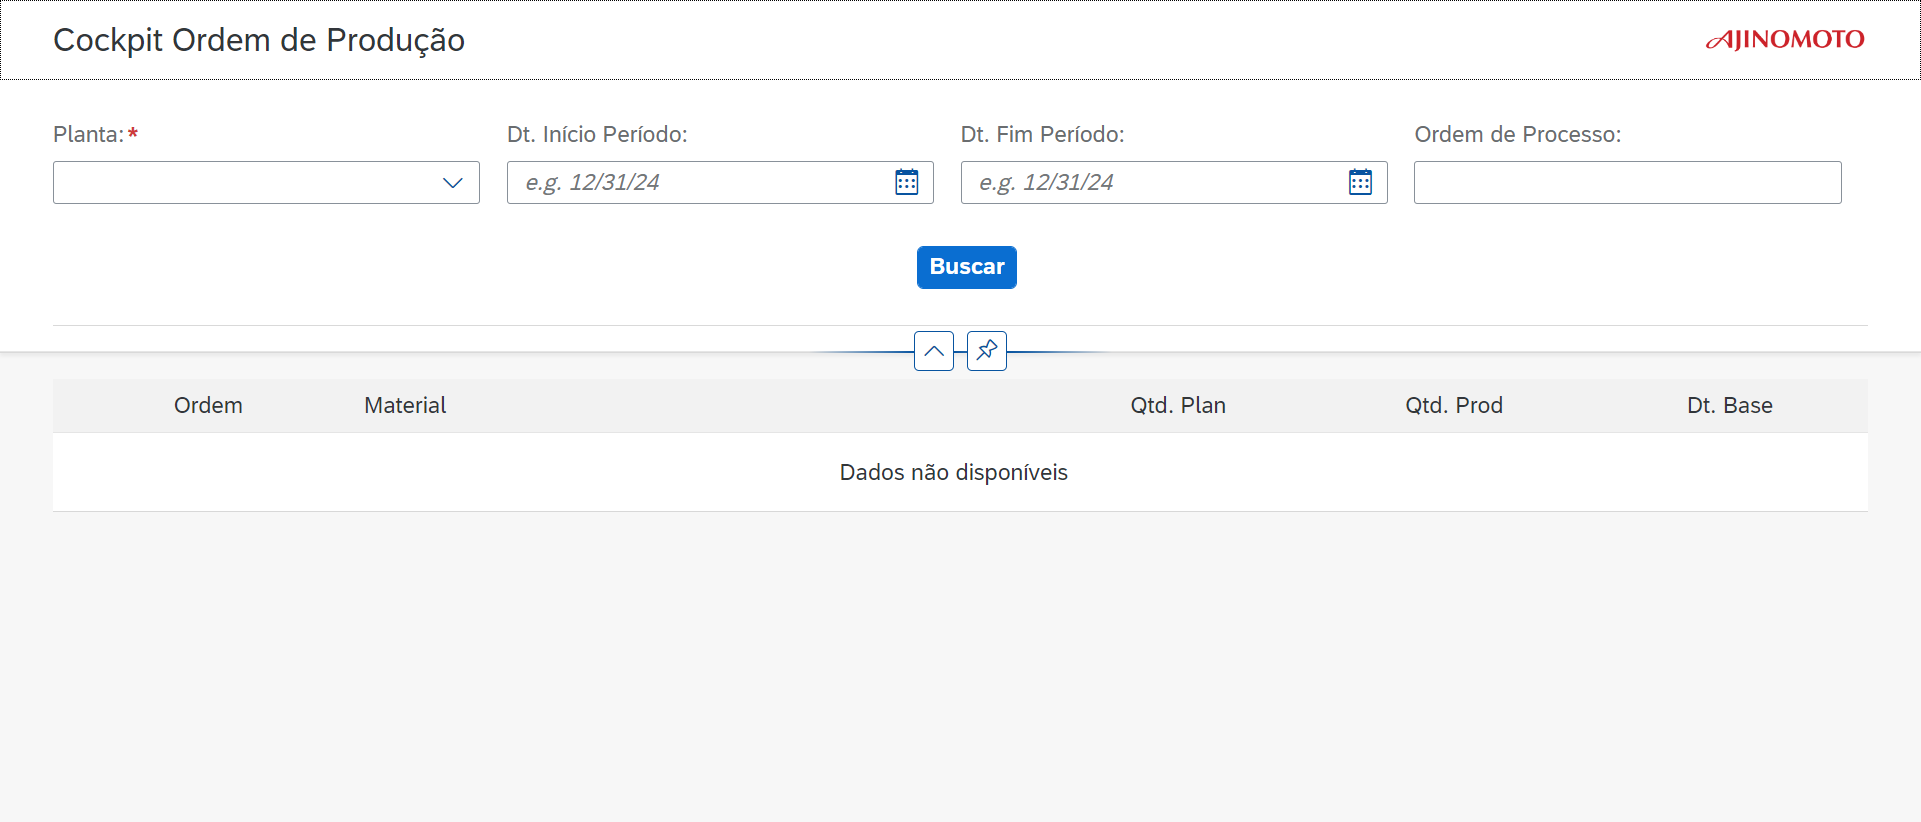 Cockpit Ordem de Produção
AJINOMOTO
Planta:*
Dt. Início Período:
Dt. Fim Período:
Ordem de Processo:
e.g. 12/31/24
e.g. 12/31/24
Buscar
Ordem
Material
Qtd. Plan
Qtd. Prod
Dt. Base
Dados não disponíveis